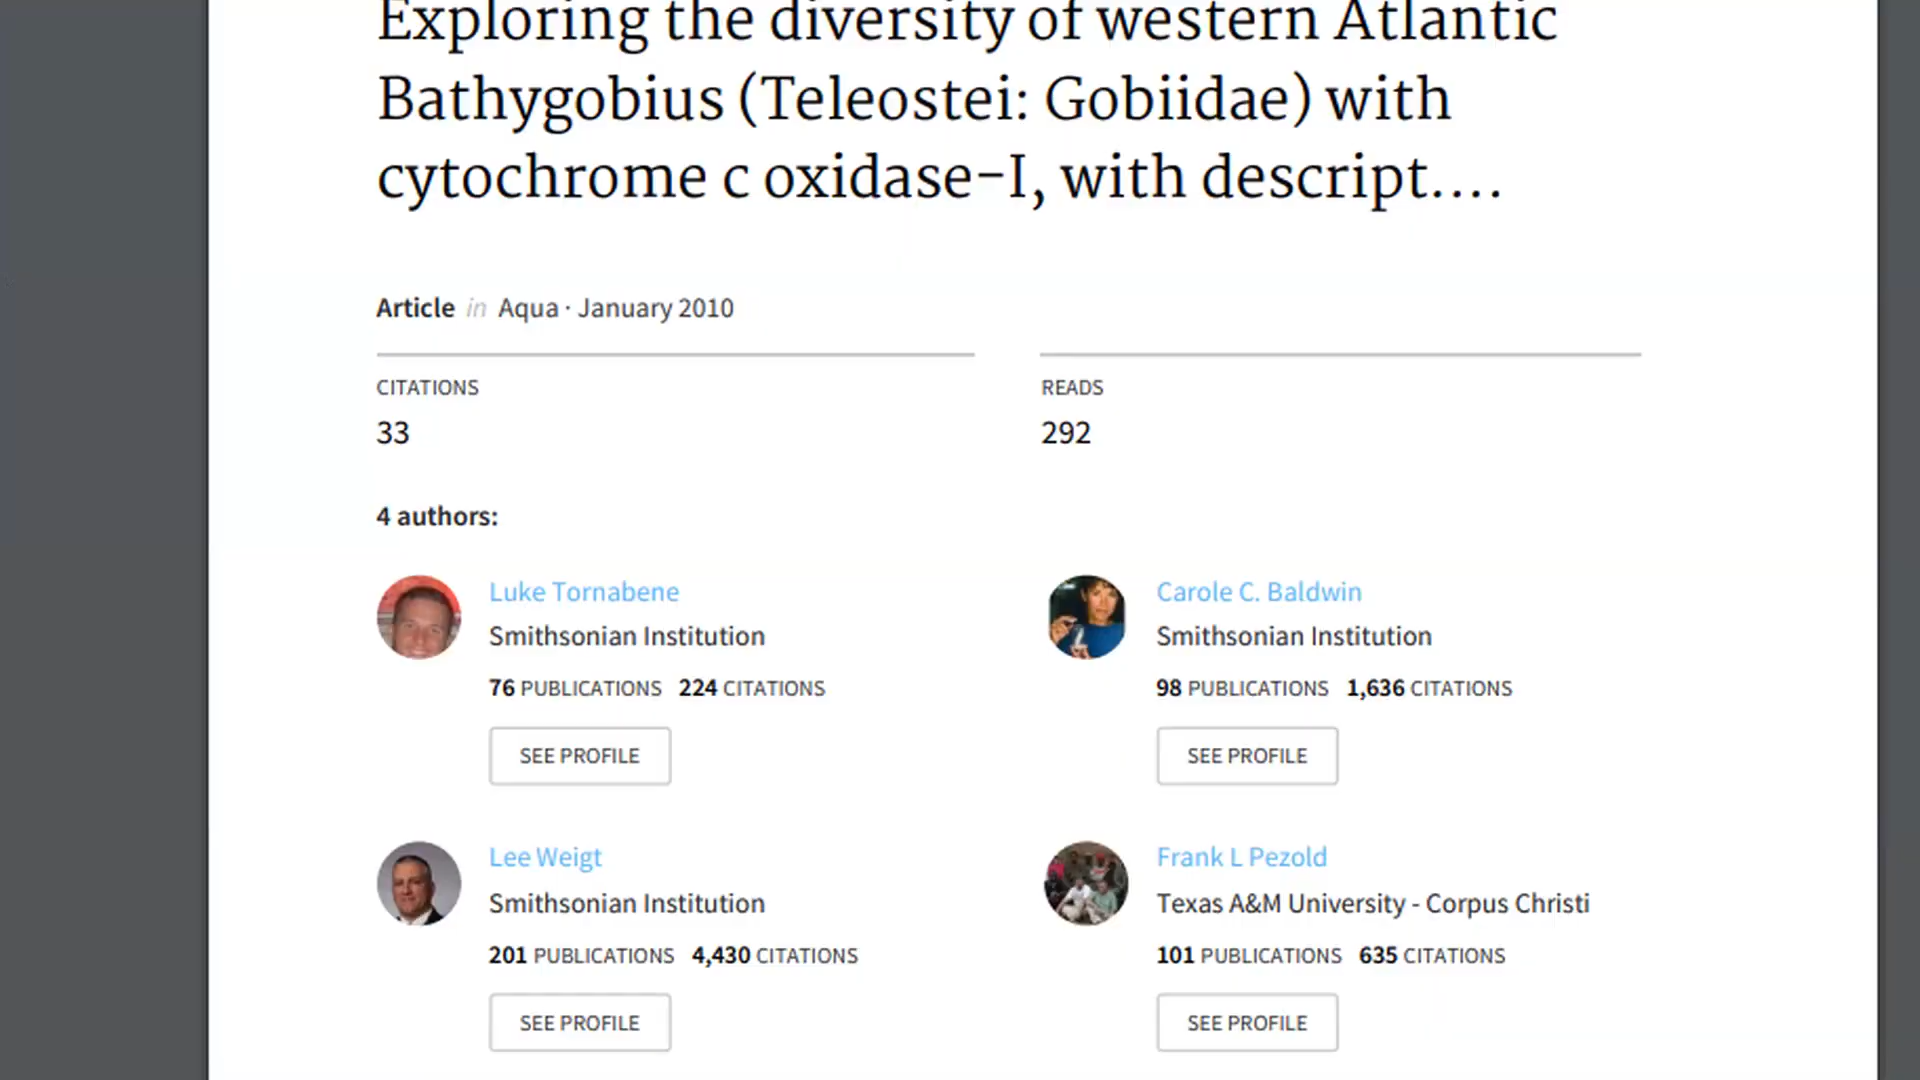 Exploring the diversity of western Atlantic
Bathygobius (Teleostei: Gobiidae) with
cytochrome c oxidase-I, with descript....
Article in Aqua · January 2010
CITATIONS
33
READS
292
4 authors:
Luke Tornabene
Smithsonian Institution
76 PUBLICATIONS 224 CITATIONS
SEE PROFILE
Carole C. Baldwin
Smithsonian Institution
98 PUBLICATIONS 1,636 CITATIONS
SEE PROFILE
Lee Weigt
Smithsonian Institution
201 PUBLICATIONS 4,430 CITATIONS
SEE PROFILE
Frank L Pezold
Texas A&M University - Corpus Christi
101 PUBLICATIONS 635 CITATIONS
SEE PROFILE